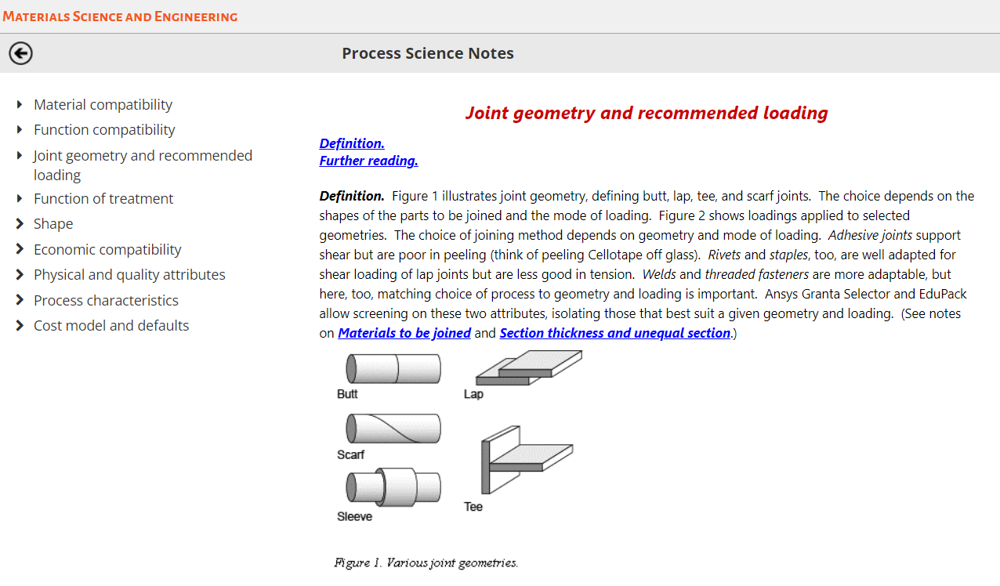 Materials Science and Engineering
Process Science Notes
Material compatibility
Function compatibility
Joint geometry and recommended
loading
Function of treatment
Shape
Economic compatibility
Physical and quality attributes
Process characteristics
Cost model and defaults
Joint geometry and recommended loading
Definition.
Further reading.
Definition. Figure 1 illustrates joint geometry, defining butt, lap, tee, and scarf joints. The choice depends on the
shapes of the parts to be joined and the mode of loading. Figure 2 shows loadings applied to selected
geometries. The choice of joining method depends on geometry and mode of loading. Adhesive joints support
shear but are poor in peeling (think of peeling Cellotape off glass). Rivets and staples, too, are well adapted for
shear loading of lap joints but are less good in tension. Welds and threaded fasteners are more adaptable, but
here, too, matching choice of process to geometry and loading is important. Ansys Granta Selector and EduPack
allow screening on these two attributes, isolating those that best suit a given geometry and loading. (See notes
on Materials to be joined and Section thickness and unequal section.)
Butt
Lap
Scarf
Tee
Sleeve
Figure 1. Various joint geometries.